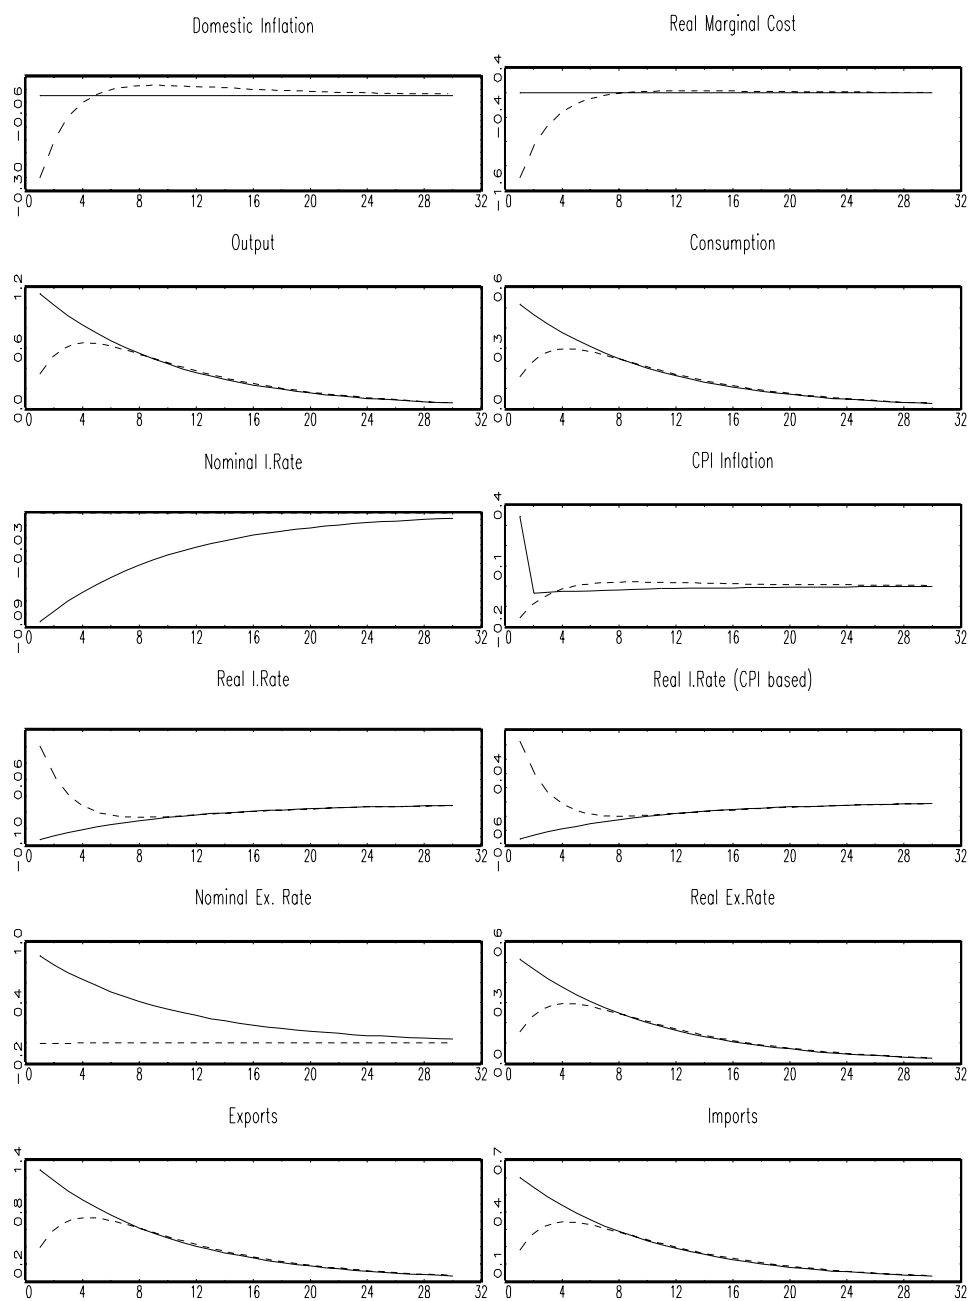 Domestic Inflation
-0.30 -0.06
0 4 8 12 16 20 24 28 32
Real Marginal Cost
-1.6 -0.4 0.4
0 4 8 12 16 20 24 28 32
Output
0.0 0.6 1.2
0 4 8 12 16 20 24 28 32
Consumption
0.0 0.3 0.6
0 4 8 12 16 20 24 28 32
Nominal I.Rate
-0.09 -0.03
0 4 8 12 16 20 24 28 32
CPI Inflation
-0.2 0.1 0.4
0 4 8 12 16 20 24 28 32
Real I.Rate
-0.10 0.06
0 4 8 12 16 20 24 28 32
Real I.Rate (CPI based)
-0.06 0.04
0 4 8 12 16 20 24 28 32
Nominal Ex. Rate
-0.2 0.4 1.0
0 4 8 12 16 20 24 28 32
Real Ex.Rate
0.0 0.3 0.6
0 4 8 12 16 20 24 28 32
Exports
0.2 0.8 1.4
0 4 8 12 16 20 24 28 32
Imports
0.1 0.4 0.7
0 4 8 12 16 20 24 28 32